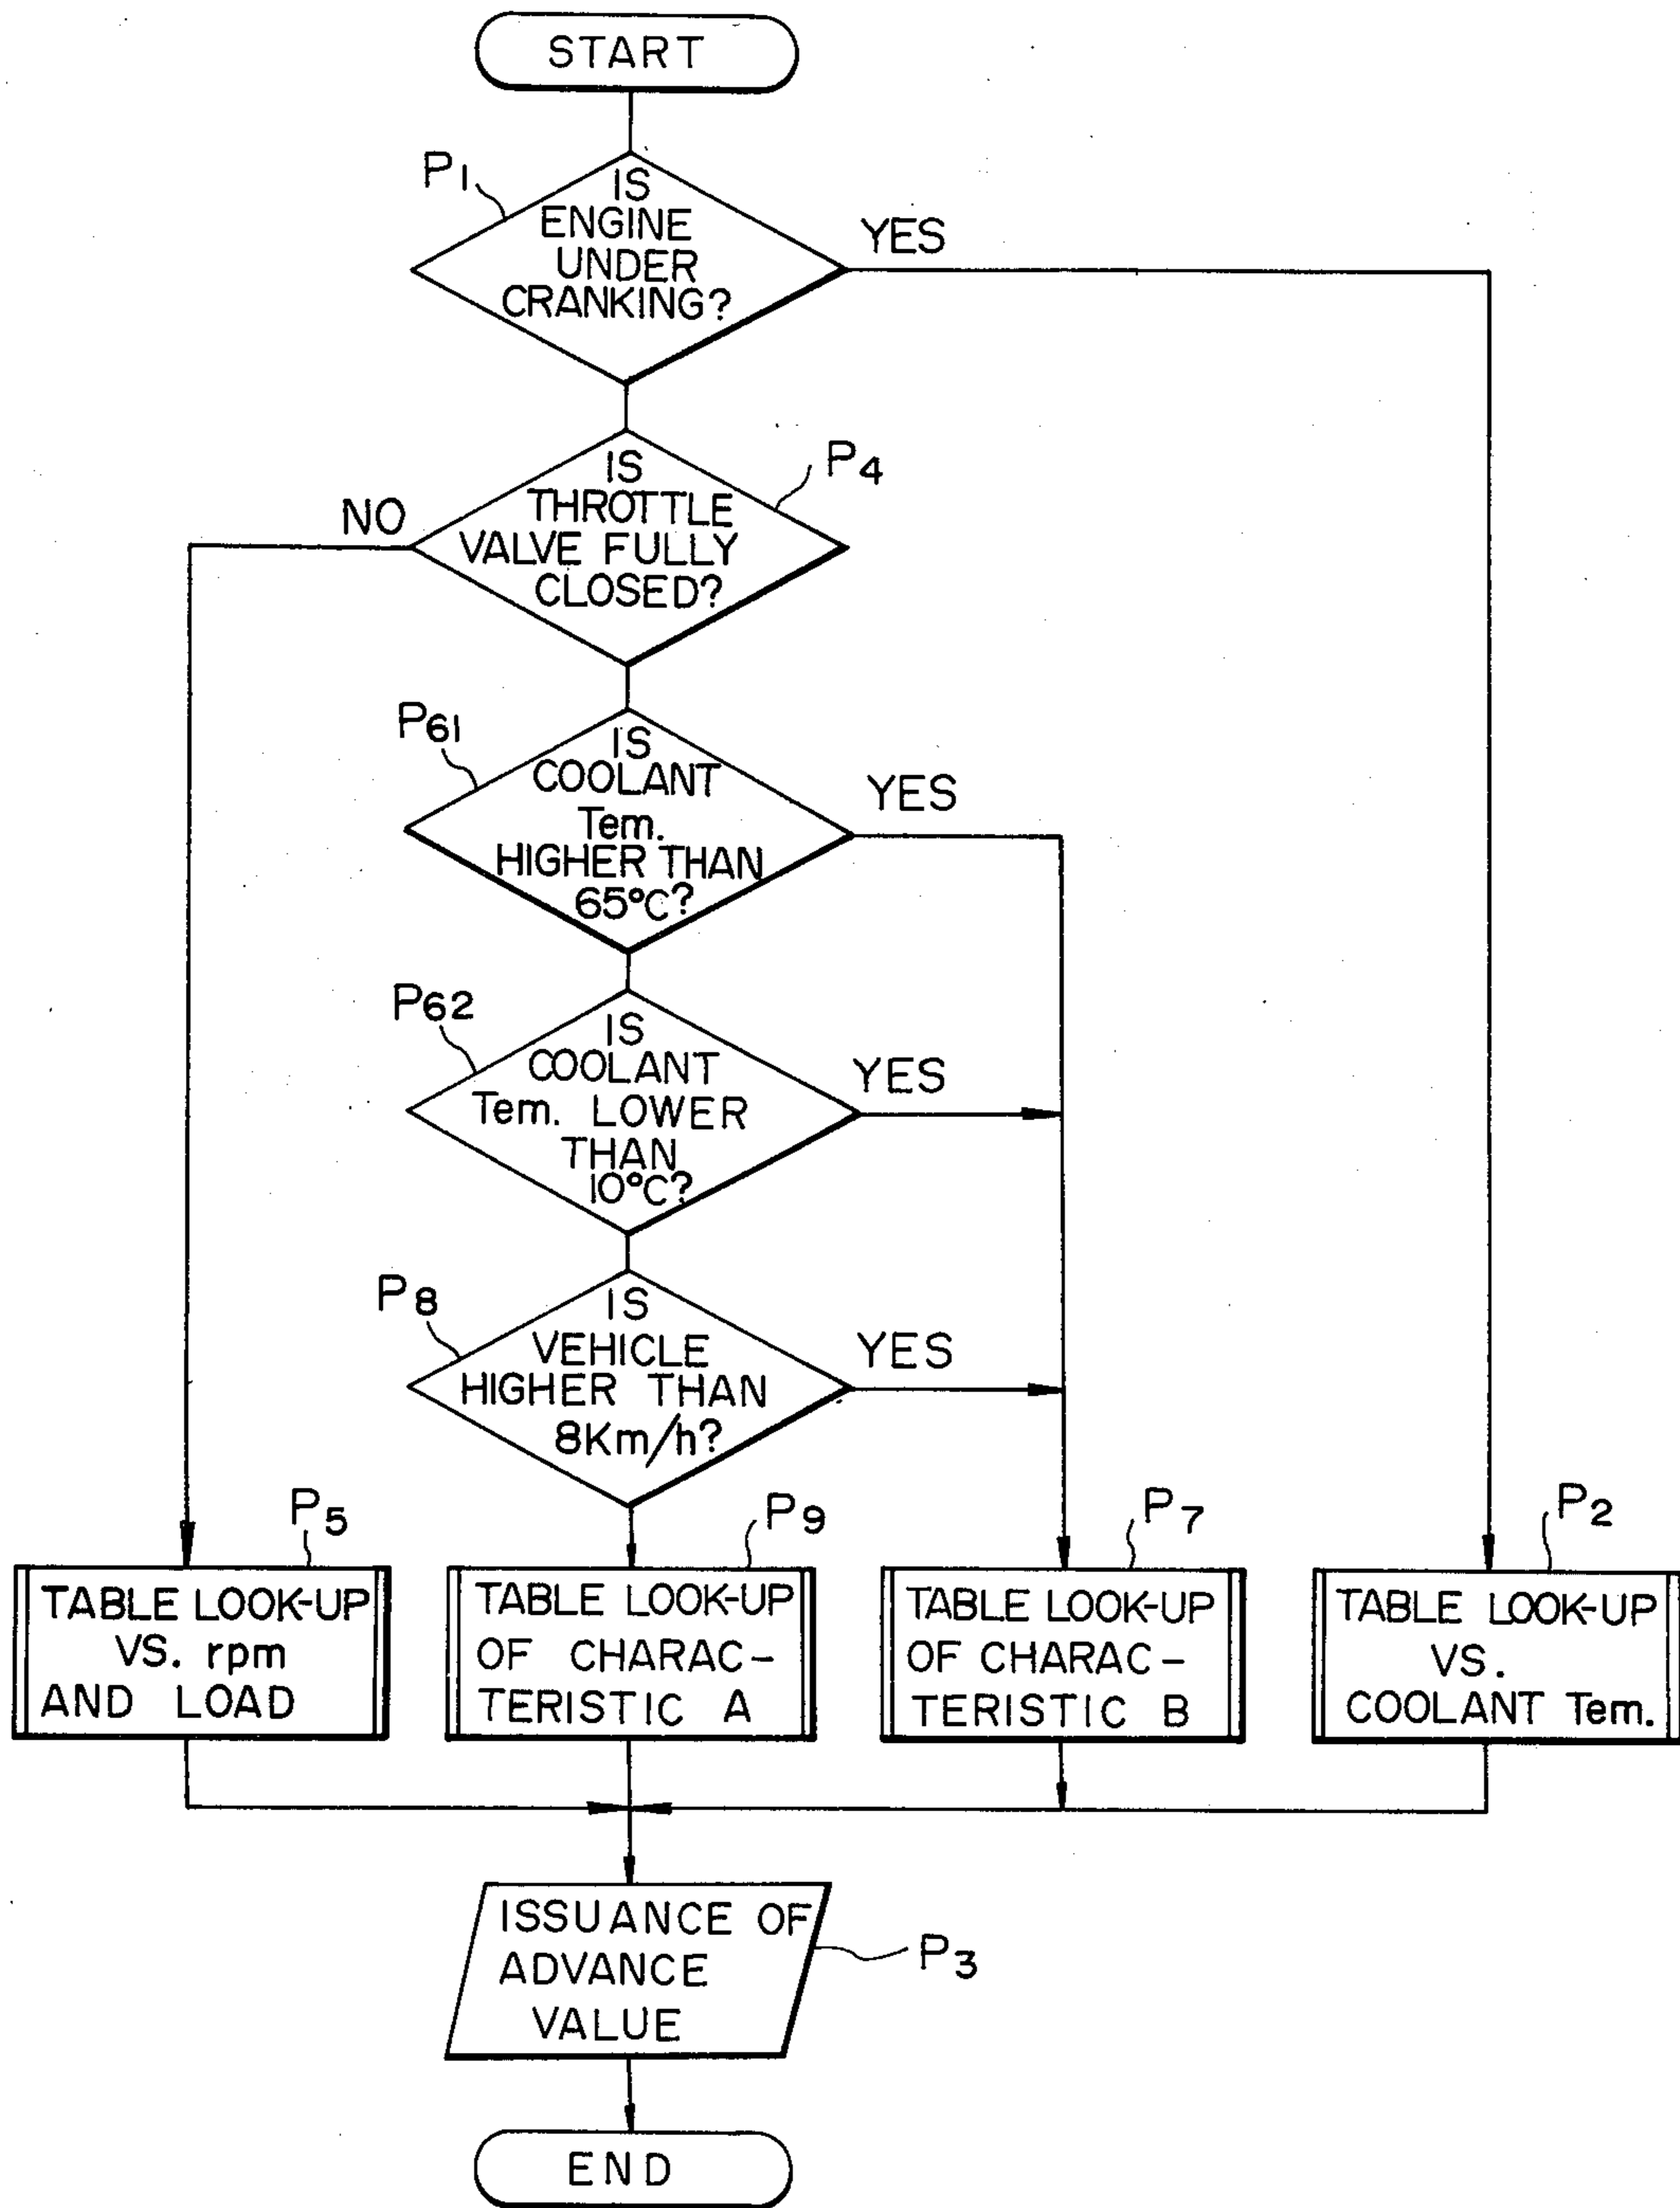 START
P1
IS
ENGINE
UNDER
CRANKING?
YES
P4
IS
THROTTLE
VALVE FULLY
CLOSED?
NO
P61
IS
COOLANT
Tem.
HIGHER THAN
65°C?
YES
P62
IS
COOLANT
Tem. LOWER
THAN
10°C?
YES
P8
IS
VEHICLE
HIGHER THAN
8Km/h?
YES
P5
TABLE LOOK-UP
VS. rpm
AND LOAD
P9
TABLE LOOK-UP
OF CHARAC-
TERISTIC A
P7
TABLE LOOK-UP
OF CHARAC-
TERISTIC B
P2
TABLE LOOK-UP
VS.
COOLANT Tem.
ISSUANCE OF
ADVANCE
VALUE
P3
END